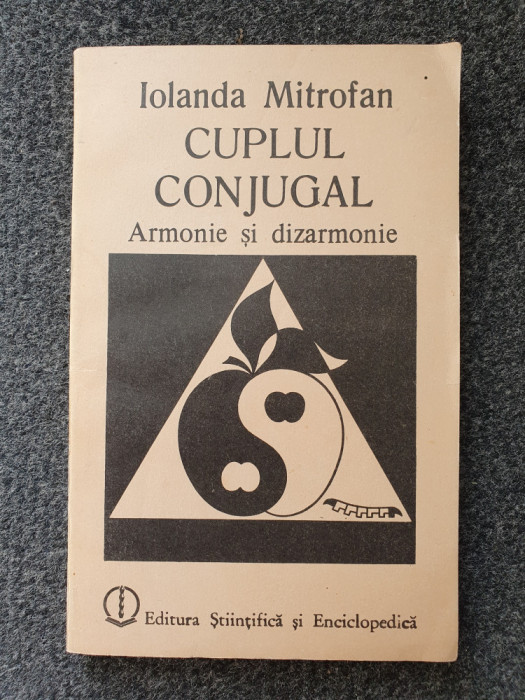 Iolanda Mitrofan
CUPLUL
CONJUGAL
Armonie și dizarmonie
Editura Științifică și Enciclopedică